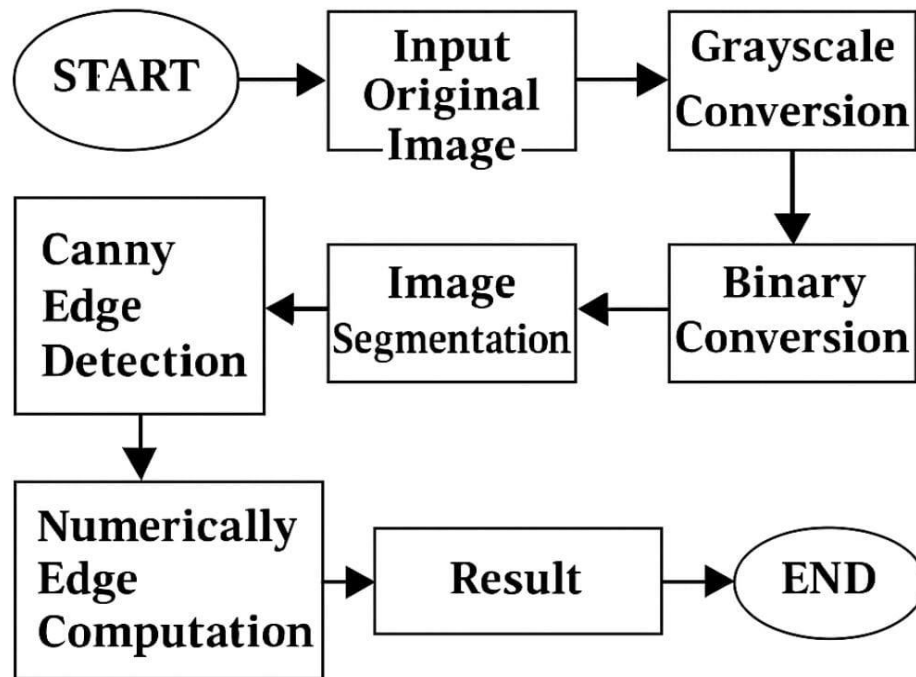 START
Input
Original
Image
Grayscale
Conversion
Binary
Conversion
Image
Segmentation
Canny
Edge
Detection
Numerically
Edge
Computation
Result
END